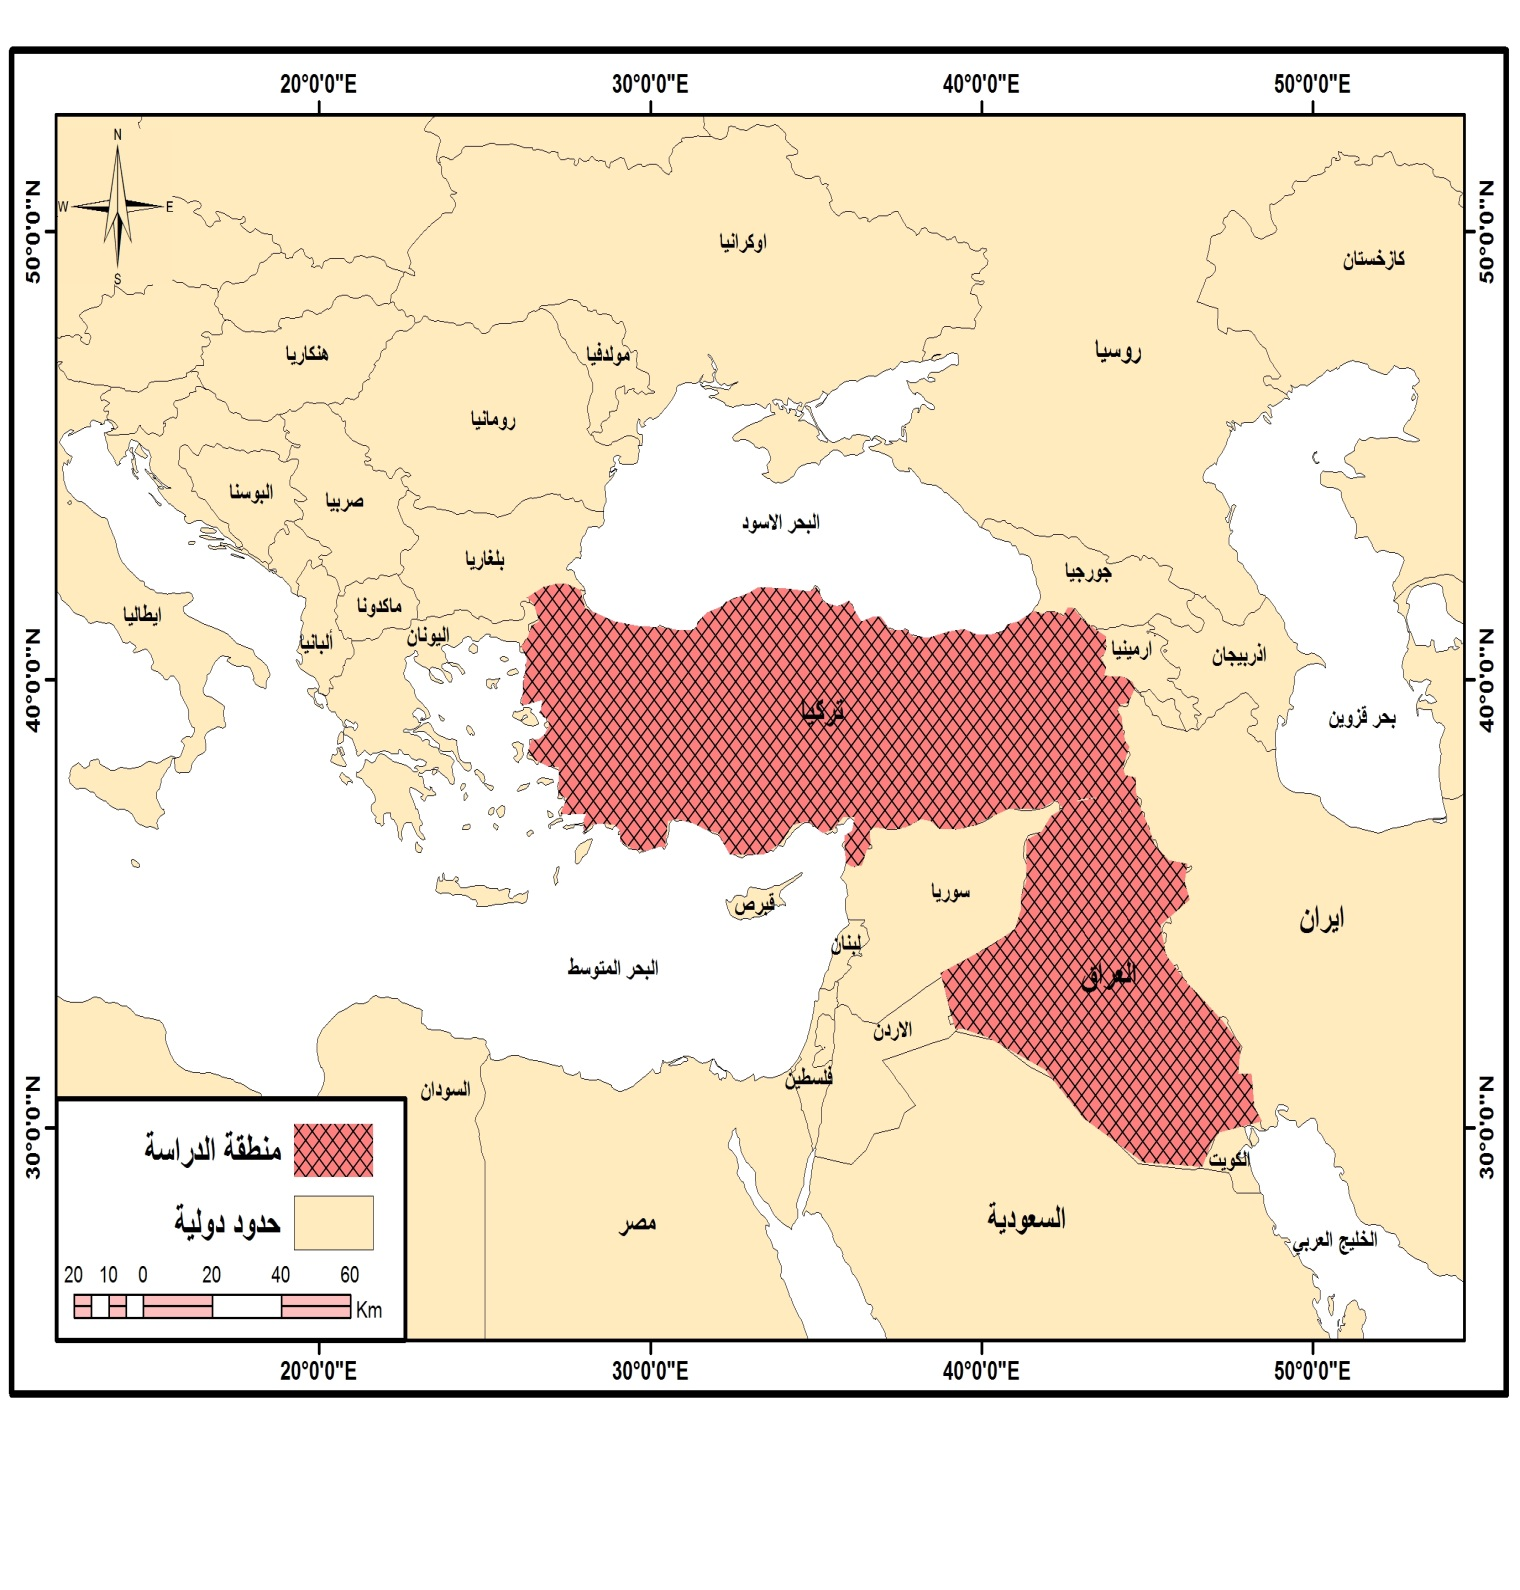 20°0'0"E 30°0'0"E 40°0'0"E 50°0'0"E
N
W E
S
50°0'0"N
50°0'0"N
اوكرانيا
كازخستان
هنكاريا
مولدفيا
روسيا
رومانيا
البوسنا
صربيا
البحر الاسود
بلغاريا
جورجيا
ماكدونا
ايطاليا
ألبانيا
اليونان
أرمينيا
اذربيجان
40°0'0"N
40°0'0"N
تركيا
بحر قزوين
سوريا
قبرص
ايران
لبنان
البحر المتوسط
العراق
الاردن
فلسطين
السودان
30°0'0"N
30°0'0"N
الكويت
منطقة الدراسة
حدود دولية
مصر
السعودية
الخليج العربي
20 10 0 20 40 60
Km
20°0'0"E 30°0'0"E 40°0'0"E 50°0'0"E